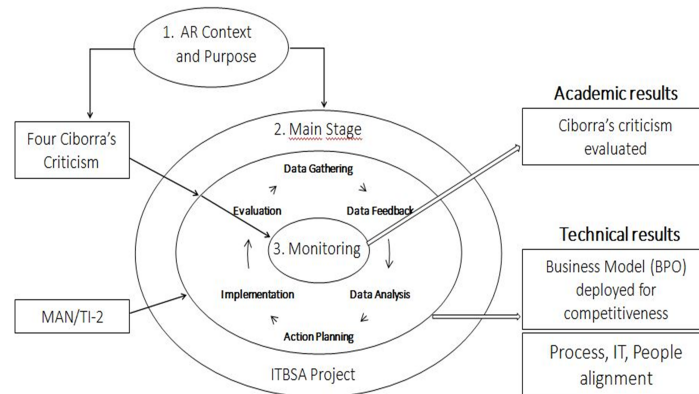 1. AR Context
and Purpose
Four Ciborra's
Criticism
MAN/TI-2
2. Main Stage
Data Gathering
Data Feedback
Data Analysis
Action Planning
Implementation
Evaluation
3. Monitoring
ITBSA Project
Academic results
Ciborra's criticism
evaluated
Technical results
Business Model (BPO)
deployed for
competitiveness
Process, IT, People
alignment